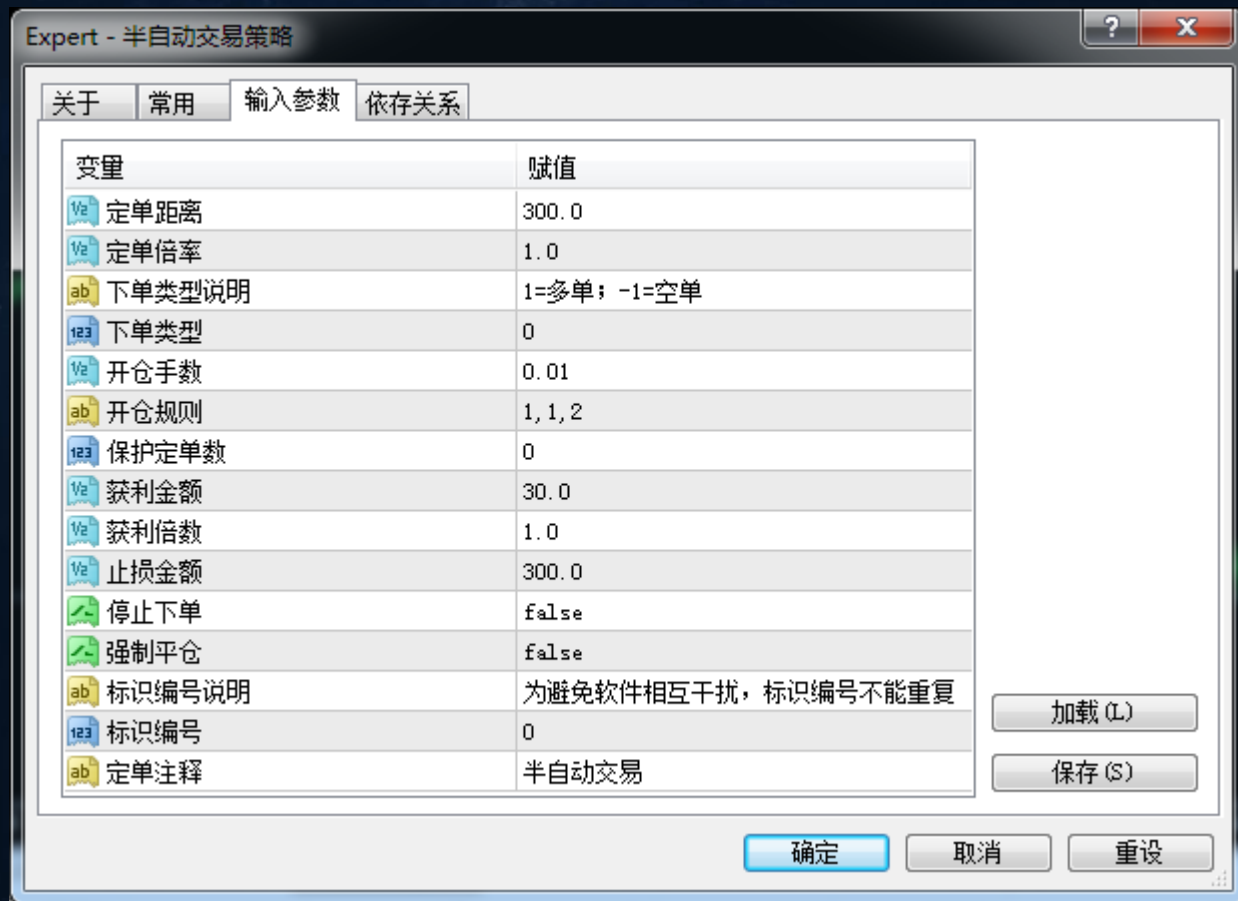 Expert - 半自动交易策略
关于 常用 输入参数 依存关系
变量 赋值
定单距离 300.0
定单倍率 1.0
下单类型说明 1=多单；-1=空单
下单类型 0
开仓手数 0.01
开仓规则 1,1,2
保护定单数 0
获利金额 30.0
获利倍数 1.0
止损金额 300.0
停止下单 false
强制平仓 false
标识编号说明 为避免软件相互干扰，标识编号不能重复
标识编号 0
定单注释 半自动交易
加载(L)
保存(S)
确定 取消 重设